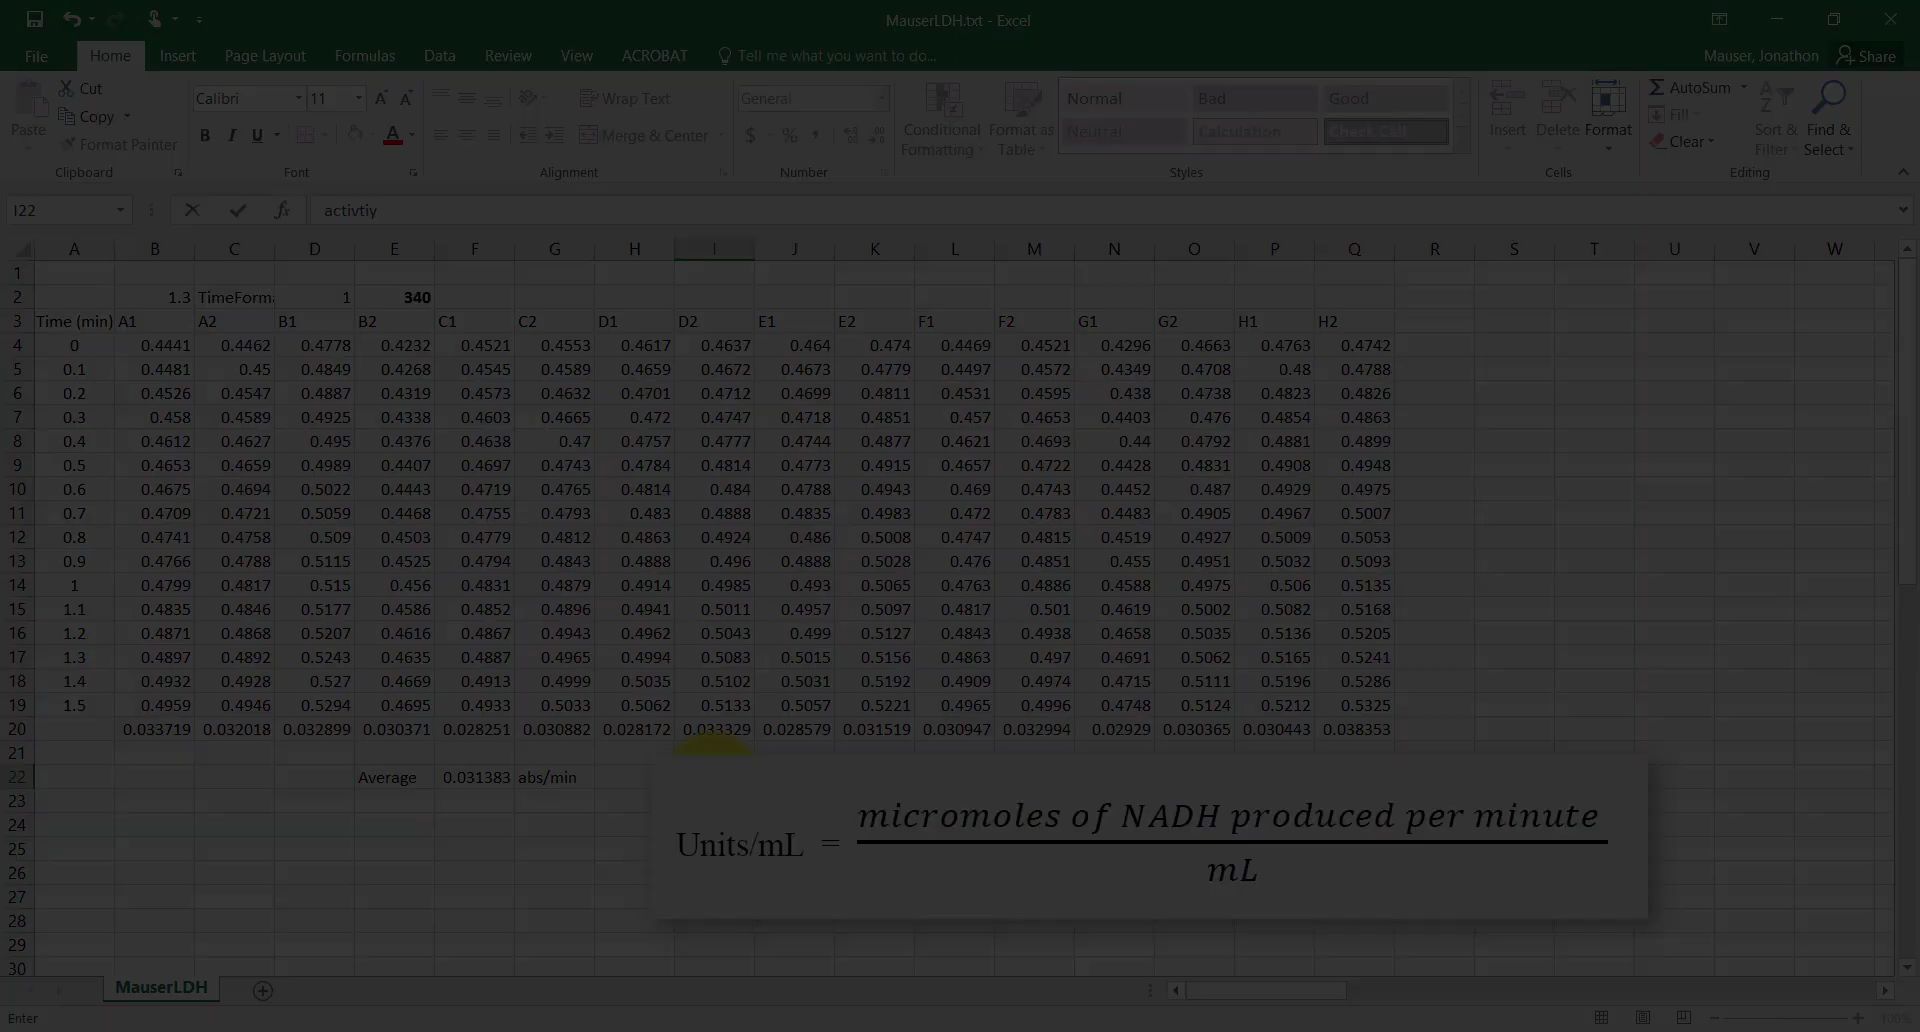 MauserLDH.txt - Excel
File Home Insert Page Layout Formulas Data Review View ACROBAT Tell me what you want to do... Mauser, Jonathon Share
Cut Calibri 11 Wrap Text General Normal Bad Good AutoSum
Paste Copy B I U A Merge & Center $ % Conditional Formatting Format as Table Neutral Calculation Check Cell Insert Delete Format Fill Sort & Filter Find & Select
Format Painter Clear
Clipboard Font Alignment Number Styles Cells Editing
I22 fx activtiy
A B C D E F G H I J K L M N O P Q R S T U V W
1
2 1.3 TimeForma 1 340
3 Time (min) A1 A2 B1 B2 C1 C2 D1 D2 E1 E2 F1 F2 G1 G2 H1 H2
4 0 0.4441 0.4462 0.4778 0.4232 0.4521 0.4553 0.4617 0.4637 0.464 0.474 0.4469 0.4521 0.4296 0.4663 0.4763 0.4742
5 0.1 0.4481 0.45 0.4849 0.4268 0.4545 0.4589 0.4659 0.4672 0.4673 0.4779 0.4497 0.4572 0.4349 0.4708 0.48 0.4788
6 0.2 0.4526 0.4547 0.4887 0.4319 0.4573 0.4632 0.4701 0.4712 0.4699 0.4811 0.4531 0.4595 0.438 0.4738 0.4823 0.4826
7 0.3 0.458 0.4589 0.4925 0.4338 0.4603 0.4665 0.472 0.4747 0.4718 0.4851 0.457 0.4653 0.4403 0.476 0.4854 0.4863
8 0.4 0.4612 0.4627 0.495 0.4376 0.4638 0.47 0.4757 0.4777 0.4744 0.4877 0.4621 0.4693 0.44 0.4792 0.4881 0.4899
9 0.5 0.4653 0.4659 0.4989 0.4407 0.4697 0.4743 0.4784 0.4814 0.4773 0.4915 0.4657 0.4722 0.4428 0.4831 0.4908 0.4948
10 0.6 0.4675 0.4694 0.5022 0.4443 0.4719 0.4765 0.4814 0.484 0.4788 0.4943 0.469 0.4743 0.4452 0.487 0.4929 0.4975
11 0.7 0.4709 0.4721 0.5059 0.4468 0.4755 0.4793 0.483 0.4888 0.4835 0.4983 0.472 0.4783 0.4483 0.4905 0.4967 0.5007
12 0.8 0.4741 0.4758 0.509 0.4503 0.4779 0.4812 0.4863 0.4924 0.486 0.5008 0.4747 0.4815 0.4519 0.4927 0.5009 0.5053
13 0.9 0.4766 0.4788 0.5115 0.4525 0.4794 0.4843 0.4888 0.496 0.4888 0.5028 0.476 0.4851 0.455 0.4951 0.5032 0.5093
14 1 0.4799 0.4817 0.515 0.456 0.4831 0.4879 0.4914 0.4985 0.493 0.5065 0.4763 0.4886 0.4588 0.4975 0.506 0.5135
15 1.1 0.4835 0.4846 0.5177 0.4586 0.4852 0.4896 0.4941 0.5011 0.4957 0.5097 0.4817 0.501 0.4619 0.5002 0.5082 0.5168
16 1.2 0.4871 0.4868 0.5207 0.4616 0.4867 0.4943 0.4962 0.5043 0.499 0.5127 0.4843 0.4938 0.4658 0.5035 0.5136 0.5205
17 1.3 0.4897 0.4892 0.5243 0.4635 0.4887 0.4965 0.4994 0.5083 0.5015 0.5156 0.4863 0.497 0.4691 0.5062 0.5165 0.5241
18 1.4 0.4932 0.4928 0.527 0.4669 0.4913 0.4999 0.5035 0.5102 0.5031 0.5192 0.4909 0.4974 0.4715 0.5111 0.5196 0.5286
19 1.5 0.4959 0.4946 0.5294 0.4695 0.4933 0.5033 0.5062 0.5133 0.5057 0.5221 0.4965 0.4996 0.4748 0.5124 0.5212 0.5325
20 0.033719 0.032018 0.032899 0.030371 0.028251 0.030882 0.028172 0.033329 0.028579 0.031519 0.030947 0.032994 0.02929 0.030365 0.030443 0.038353
21
22 Average 0.031383 abs/min
23
24
25
26
27
28
29
30
micromoles of NADH produced per minute
Units/mL =
mL
MauserLDH
Enter 100%